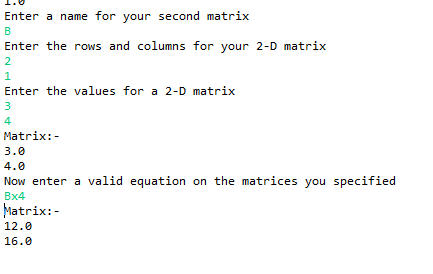 1.0
Enter a name for your second matrix
B
Enter the rows and columns for your 2-D matrix
2
1
Enter the values for a 2-D matrix
3
4
Matrix:-
3.0
4.0
Now enter a valid equation on the matrices you specified
Bx4
Matrix:-
12.0
16.0